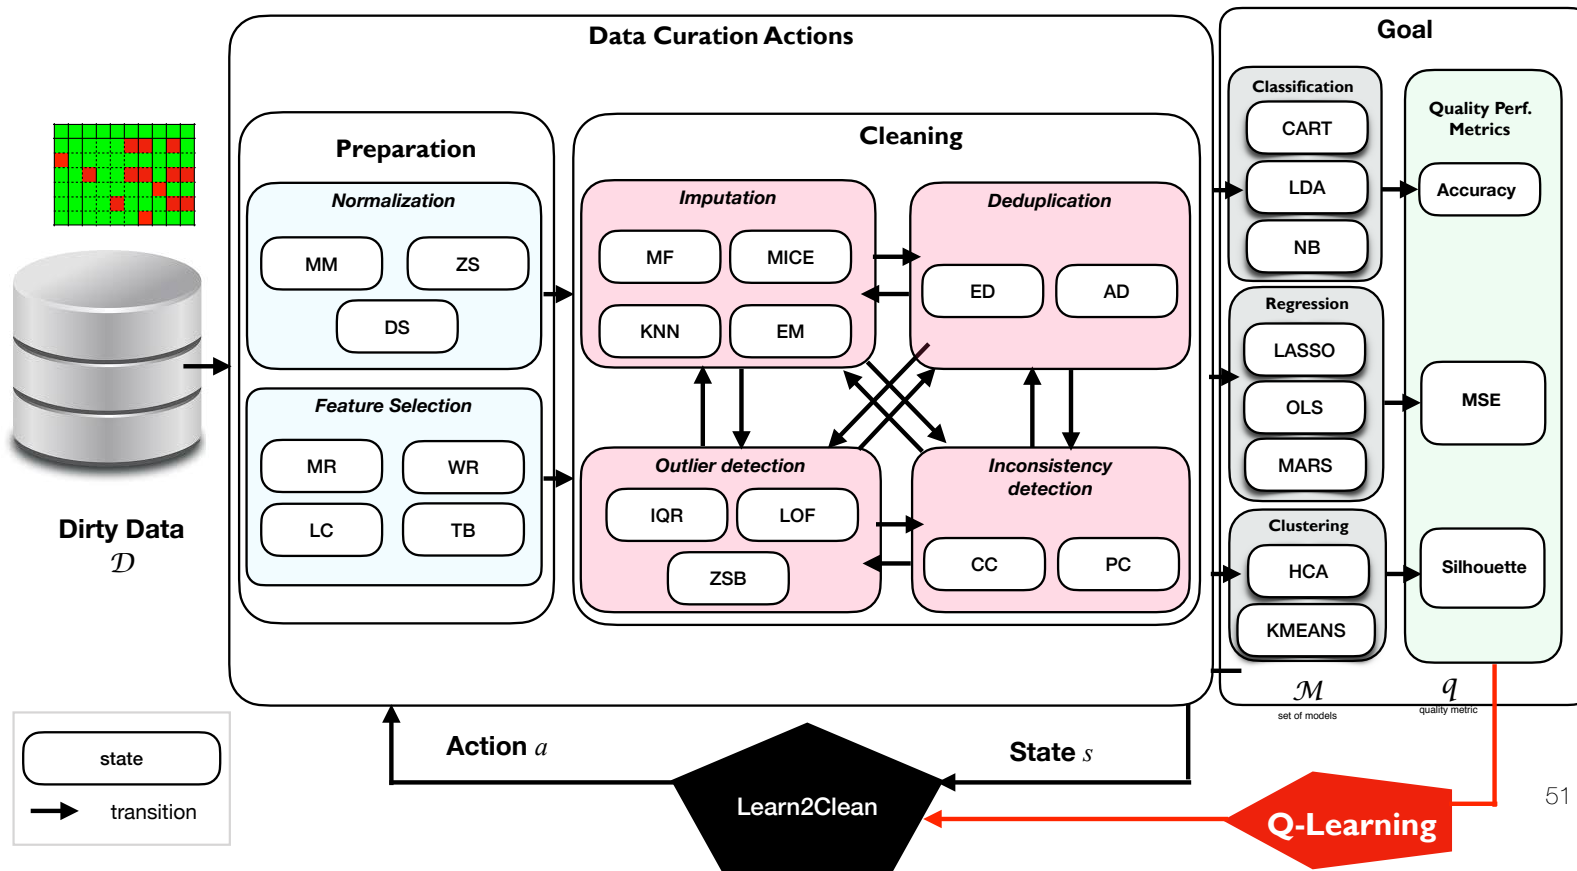 Data Curation Actions
Goal
Preparation
Normalization
MM
ZS
DS
Feature Selection
MR
WR
LC
TB
Cleaning
Imputation
MF
MICE
KNN
EM
Deduplication
ED
AD
Outlier detection
IQR
LOF
ZSB
Inconsistency
detection
CC
PC
Classification
CART
LDA
NB
Regression
LASSO
OLS
MARS
Clustering
HCA
KMEANS
Quality Perf.
Metrics
Accuracy
MSE
Silhouette
ℳ
set of models
q
quality metric
Dirty Data
𝒟
state
transition
Action a
State s
Learn2Clean
Q-Learning
51